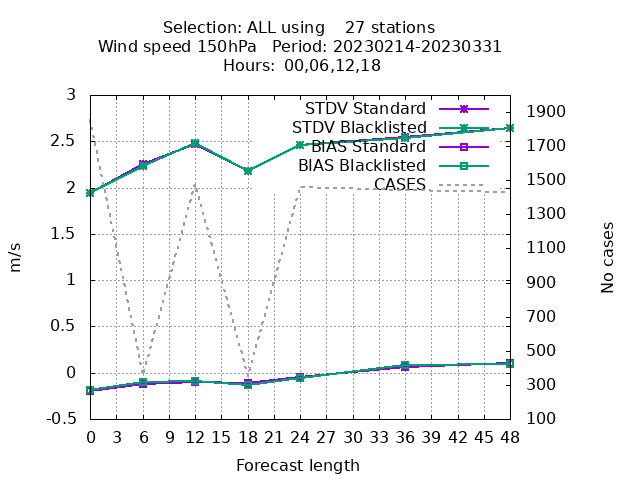 Selection: ALL using    27 stations
Wind speed 150hPa   Period: 20230214-20230331
Hours:  00,06,12,18
STDV Standard
STDV Blacklisted
BIAS Standard
BIAS Blacklisted
CASES
3
2.5
2
1.5
1
0.5
0
-0.5
m/s
1900
1700
1500
1300
1100
900
700
500
300
100
No cases
0 3 6 9 12 15 18 21 24 27 30 33 36 39 42 45 48
Forecast length